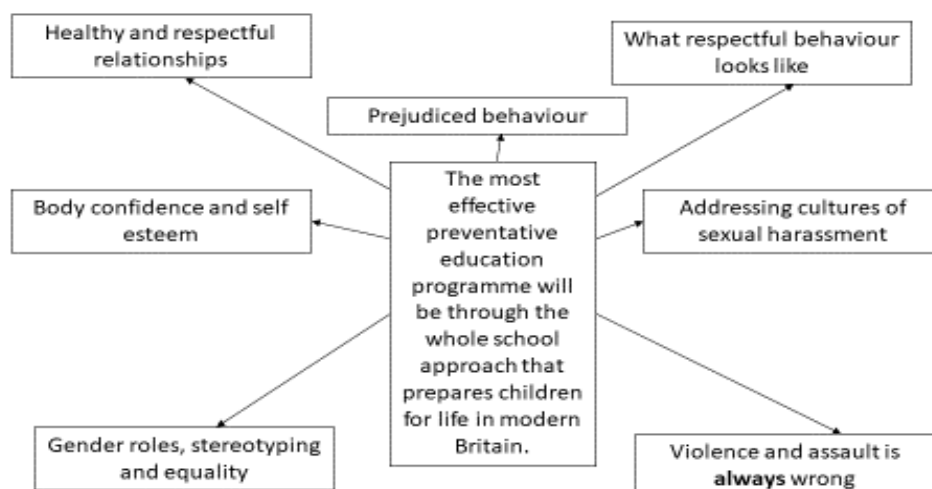 Healthy and respectful
relationships
What respectful behaviour
looks like
Prejudiced behaviour
The most
effective
preventative
education
programme will
be through the
whole school
approach that
prepares children
for life in modern
Britain.
Body confidence and self
esteem
Addressing cultures of
sexual harassment
Gender roles, stereotyping
and equality
Violence and assault is
always wrong